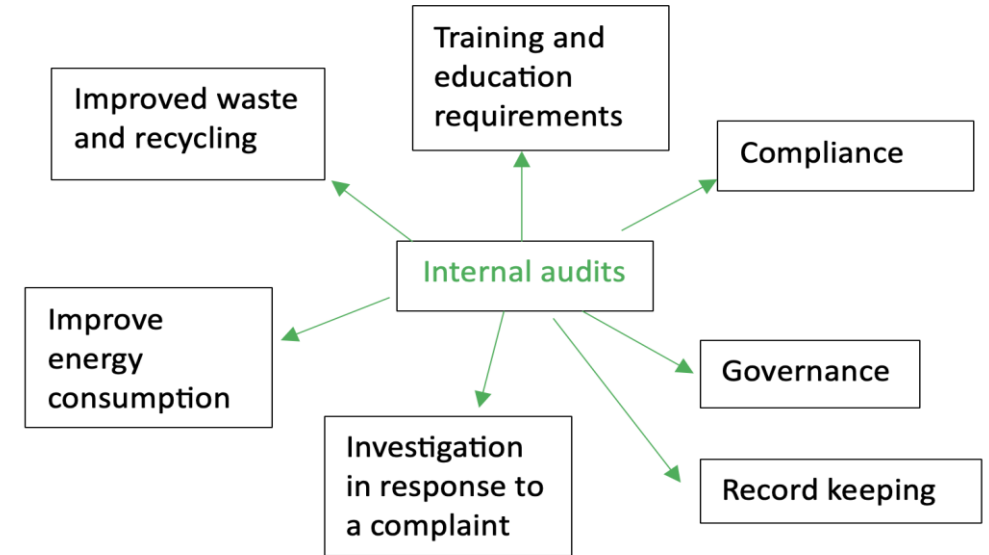 Training and
education
requirements
Improved waste
and recycling
Compliance
Internal audits
Improve
energy
consumption
Governance
Investigation
in response to
a complaint
Record keeping